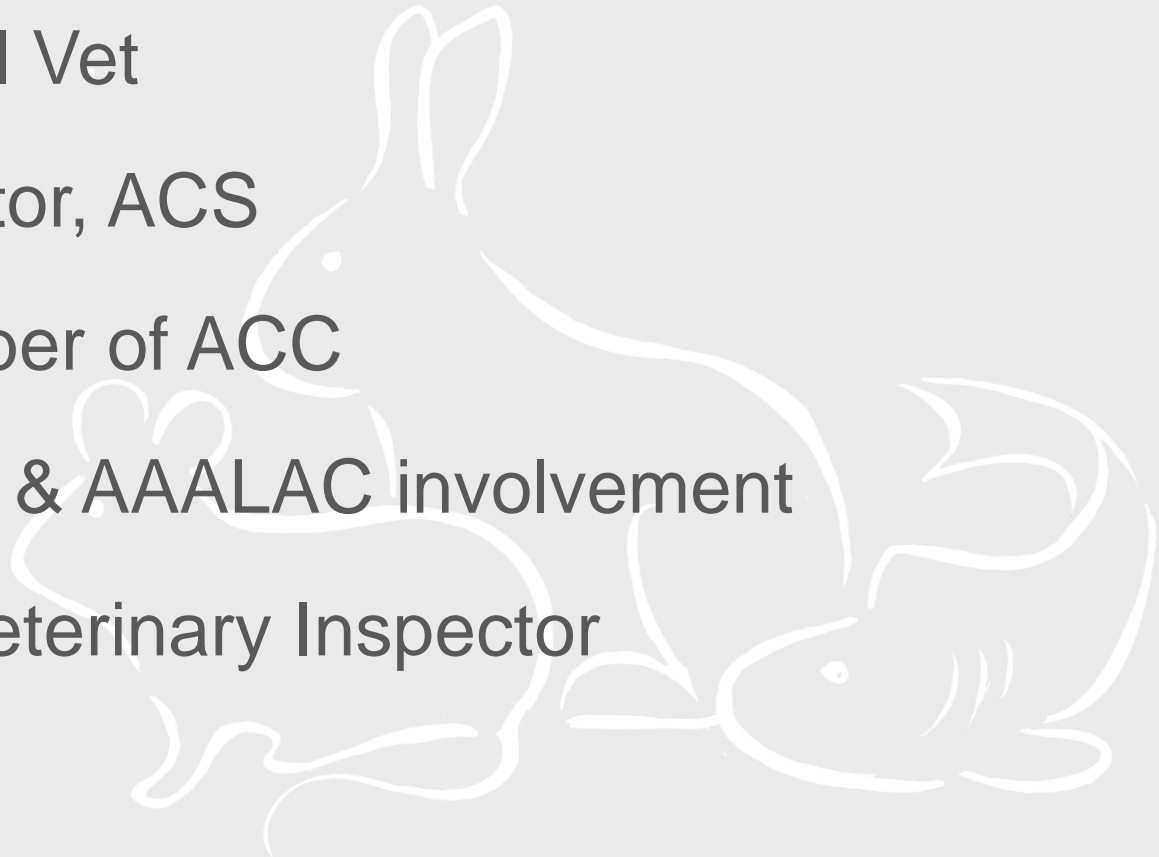 Vet
tor, ACS
ber of ACC
& AAALAC involvement
eterinary Inspector